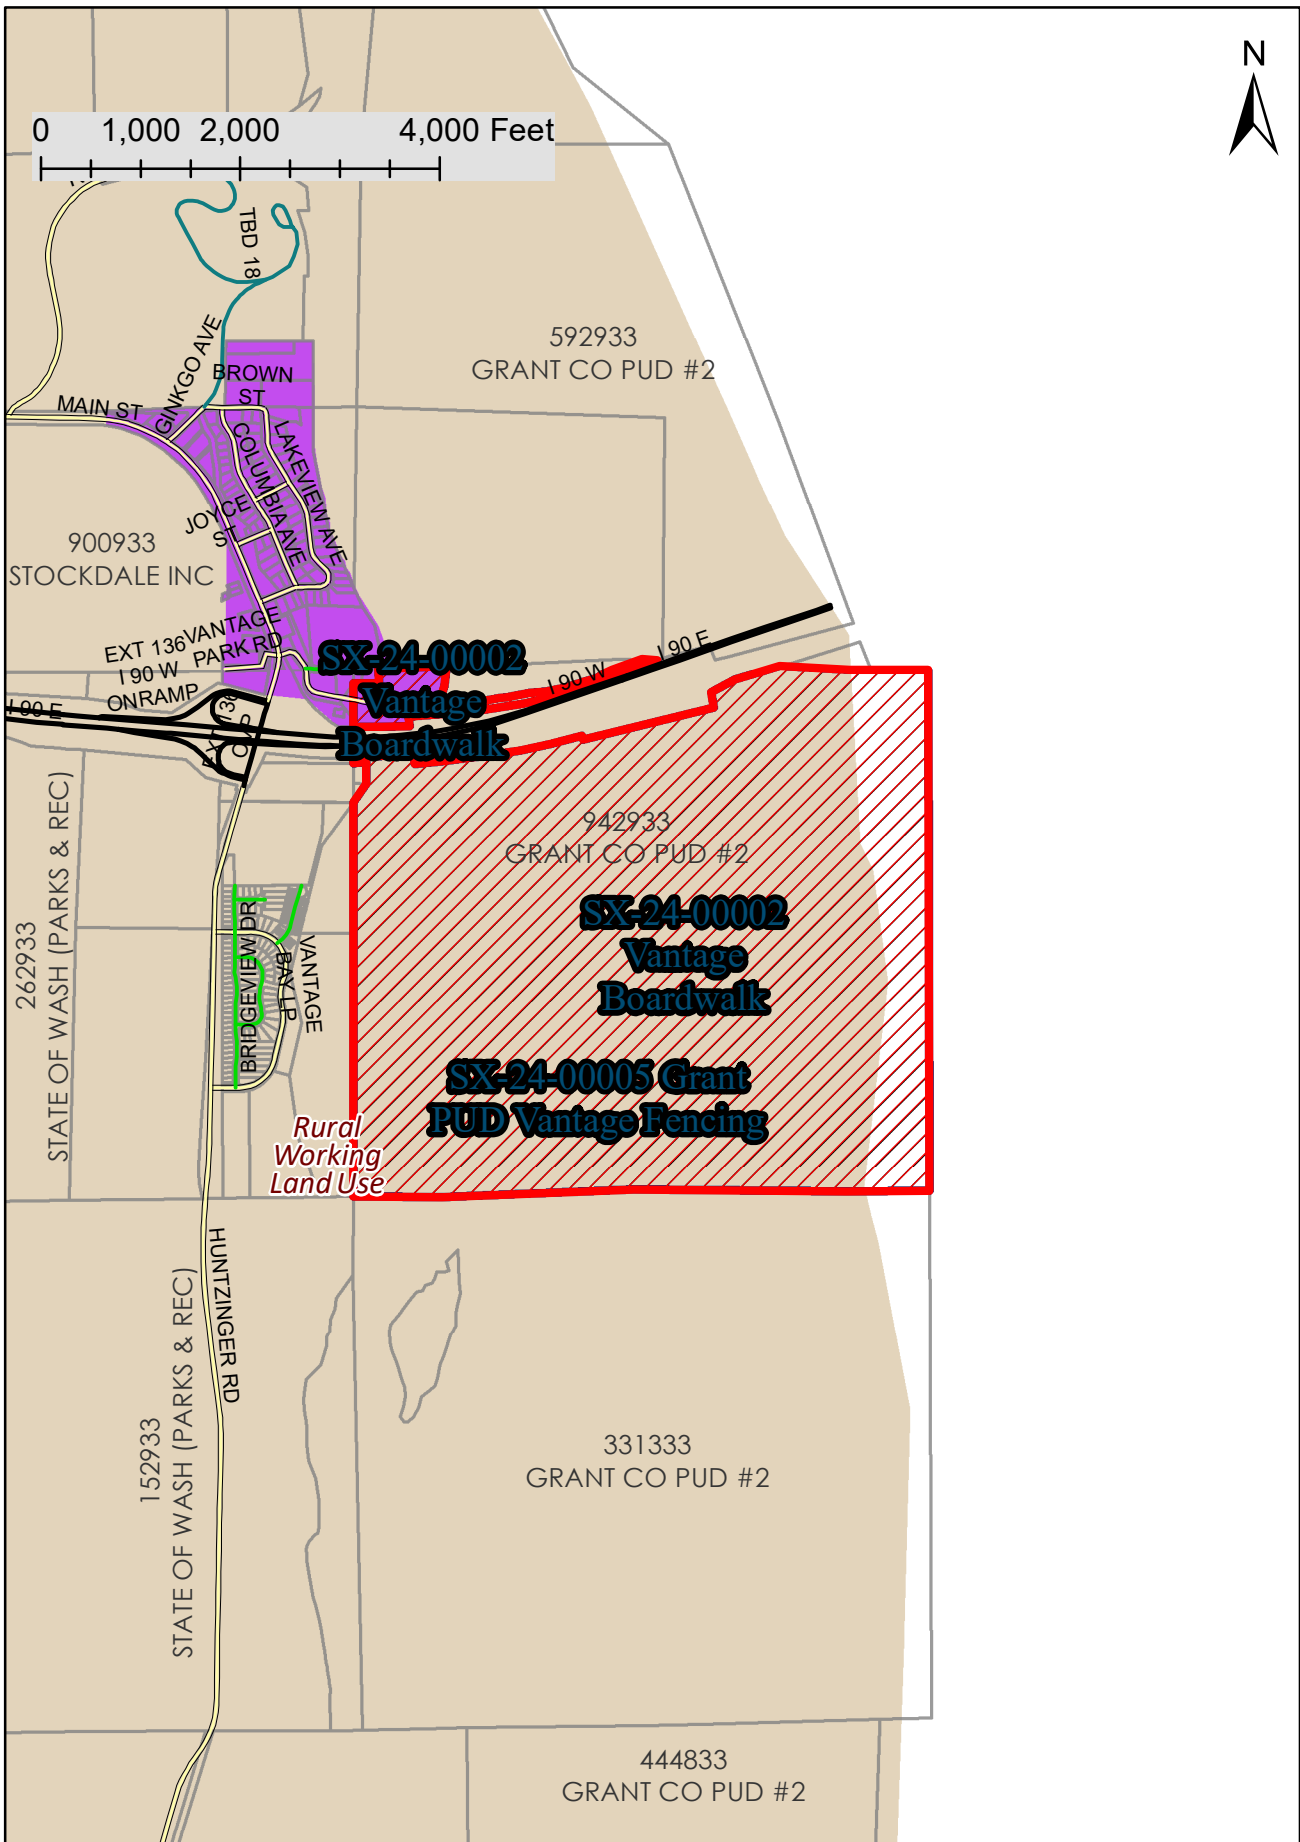 N
0 1,000 2,000 4,000 Feet
TBD 18
592933
GRANT CO PUD #2
GINKGO AVE
BROWN
ST
MAIN ST
COLUMBIA AVE
LAKEVIEW AVE
JOYCE
ST
900933
STOCKDALE INC
VANTAGE
PARK RD
EXT 136
I 90 W
ONRAMP
I 90 E
I 90 W
I 90 E
SX-24-00002
Vantage
Boardwalk
942933
GRANT CO PUD #2
262933
STATE OF WASH (PARKS & REC)
BRIDGEVIEW DR
VANTAGE
BAY LP
SX-24-00002
Vantage
Boardwalk
SX-24-00005 Grant
PUD Vantage Fencing
Rural
Working
Land Use
HUNTZINGER RD
152933
STATE OF WASH (PARKS & REC)
331333
GRANT CO PUD #2
444833
GRANT CO PUD #2